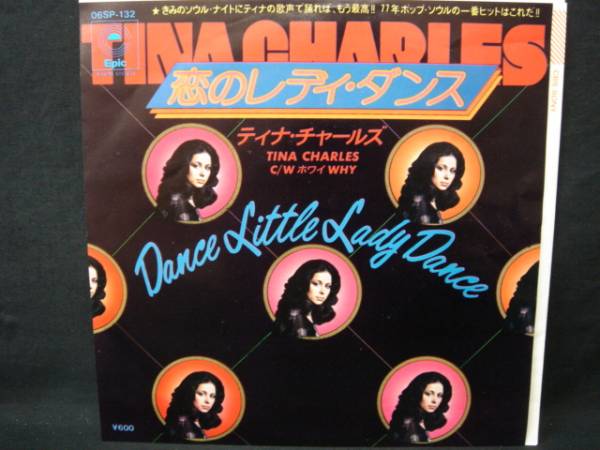 06SP-132
★きみのソウル・ナイトにティナの歌声で踊れば、もう最高!! 77年ポップ・ソウルの一番ヒットはこれだ!!
Epic
TINA CHARLES
恋のレディ・ダンス
ティナ・チャールズ
TINA CHARLES
C/W ホワイ WHY
Dance Little Lady Dance
¥600